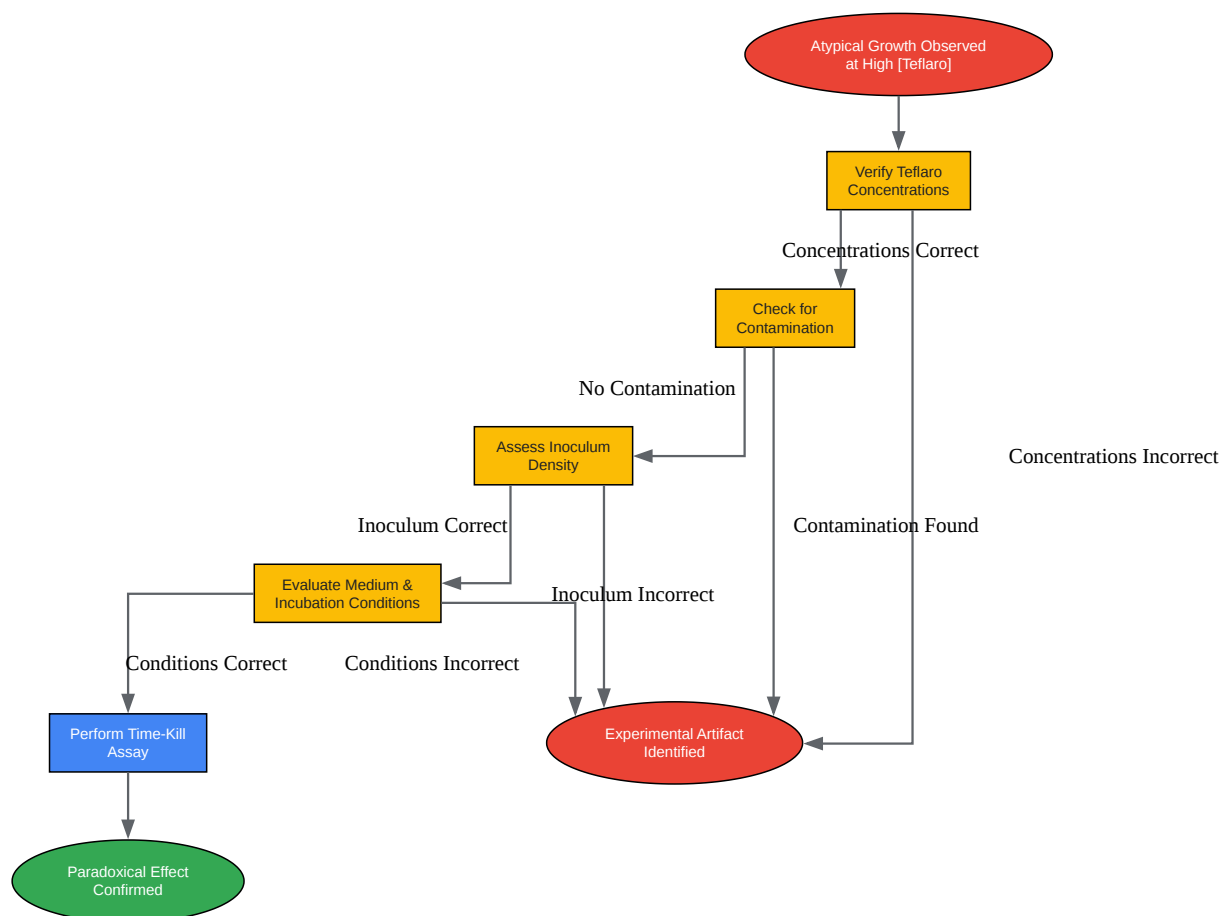 Atypical Growth Observed
at High [Teflaro]
Verify Teflaro
Concentrations
Concentrations Correct
Check for
Contamination
No Contamination
Assess Inoculum
Density
Concentrations Incorrect
Inoculum Correct
Contamination Found
Evaluate Medium &
Incubation Conditions
Inoculum Incorrect
Conditions Correct
Conditions Incorrect
Perform Time-Kill
Assay
Experimental Artifact
Identified
Paradoxical Effect
Confirmed